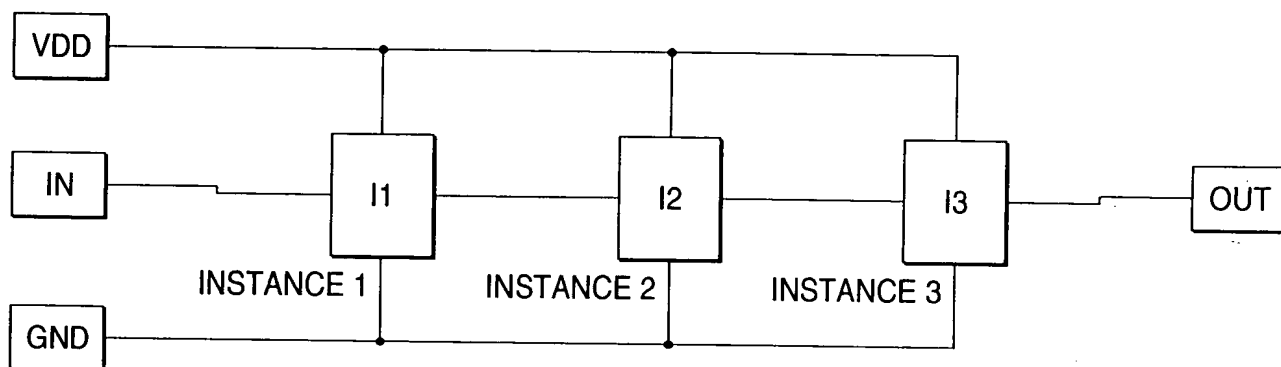 VDD
IN
I1
I2
I3
OUT
INSTANCE 1
INSTANCE 2
INSTANCE 3
GND